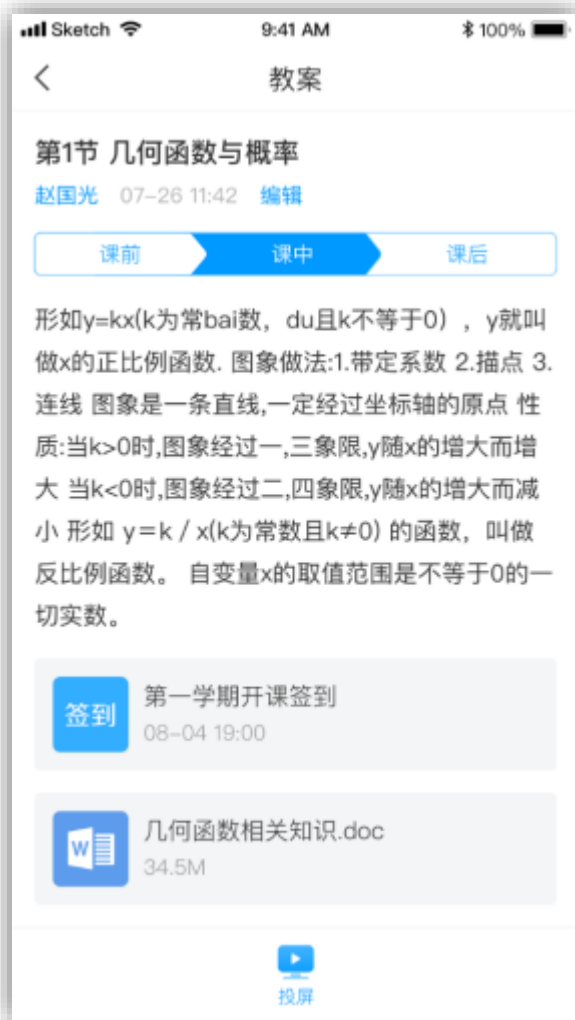 Sketch 9:41 AM 100%
教案
第1节 几何函数与概率
赵国光 07-26 11:42 编辑
课前 课中 课后
形如y=kx(k为常bai数，du且k不等于0），y就叫
做x的正比例函数. 图象做法:1.带定系数 2.描点 3.
连线 图象是一条直线,一定经过坐标轴的原点 性
质:当k>0时,图象经过一,三象限,y随x的增大而增
大 当k<0时,图象经过二,四象限,y随x的增大而减
小 形如 y＝k / x(k为常数且k≠0) 的函数，叫做
反比例函数。 自变量x的取值范围是不等于0的一
切实数。
签到 第一学期开课签到
08-04 19:00
W 几何函数相关知识.doc
34.5M
投屏